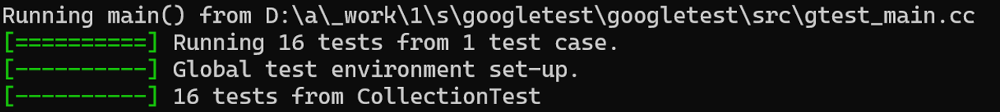 Running main() from D:\a\_work\1\s\googletest\googletest\src\gtest_main.cc
[==========] Running 16 tests from 1 test case.
[----------] Global test environment set-up.
[----------] 16 tests from CollectionTest